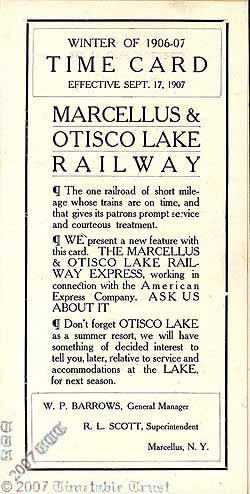 WINTER OF 1906-07
TIME CARD
EFFECTIVE SEPT. 17, 1907
MARCELLUS &
OTISCO LAKE
RAILWAY
¶ The one railroad of short mile-
age whose trains are on time, and
that gives its patrons prompt service
and courteous treatment.
¶ WE present a new feature with
this card. THE MARCELLUS
& OTISCO LAKE RAIL-
WAY EXPRESS, working in
connection with the American
Express Company. ASK US
ABOUT IT
¶ Don't forget OTISCO LAKE
as a summer resort, we will have
something of decided interest to
tell you, later, relative to service and
accommodations at the LAKE,
for next season.
W. P. BARROWS, General Manager
R. L. SCOTT, Superintendent
Marcellus, N. Y.
©2007 TTT
©2007 Timetable Trust